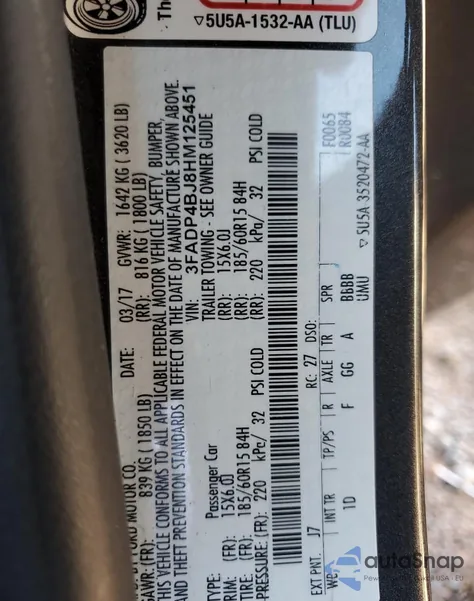 Th
▽5U5A-1532-AA (TLU)
FORD MOTOR CO.
DATE: 03/17 GVWR: 1642 KG ( 3620 LB)
GAWR: (FR): 839 KG (1850 LB) (RR): 816 KG (1800 LB)
THIS VEHICLE CONFORMS TO ALL APPLICABLE FEDERAL MOTOR VEHICLE SAFETY, BUMPER,
AND THEFT PREVENTION STANDARDS IN EFFECT ON THE DATE OF MANUFACTURE SHOWN ABOVE.
VIN: 3FADP4BJ8HM125451
Passenger Car TRAILER TOWING - SEE OWNER GUIDE
RIM: (FR): 15X6.0J (RR): 15X6.0J
TIRE: (FR): 185/60R15 84H (RR): 185/60R15 84H
PRESSURE: (FR): 220 kPa/ 32 PSI COLD (RR): 220 kPa/ 32 PSI COLD
EXT PNT: J7 RC: 27 DSO: F0065
R0084
WB INT TR TP/PS R AXLE TR SPR
1D F GG A BBBB
UMU
▽5U5A 3520472-AA
autoSnap